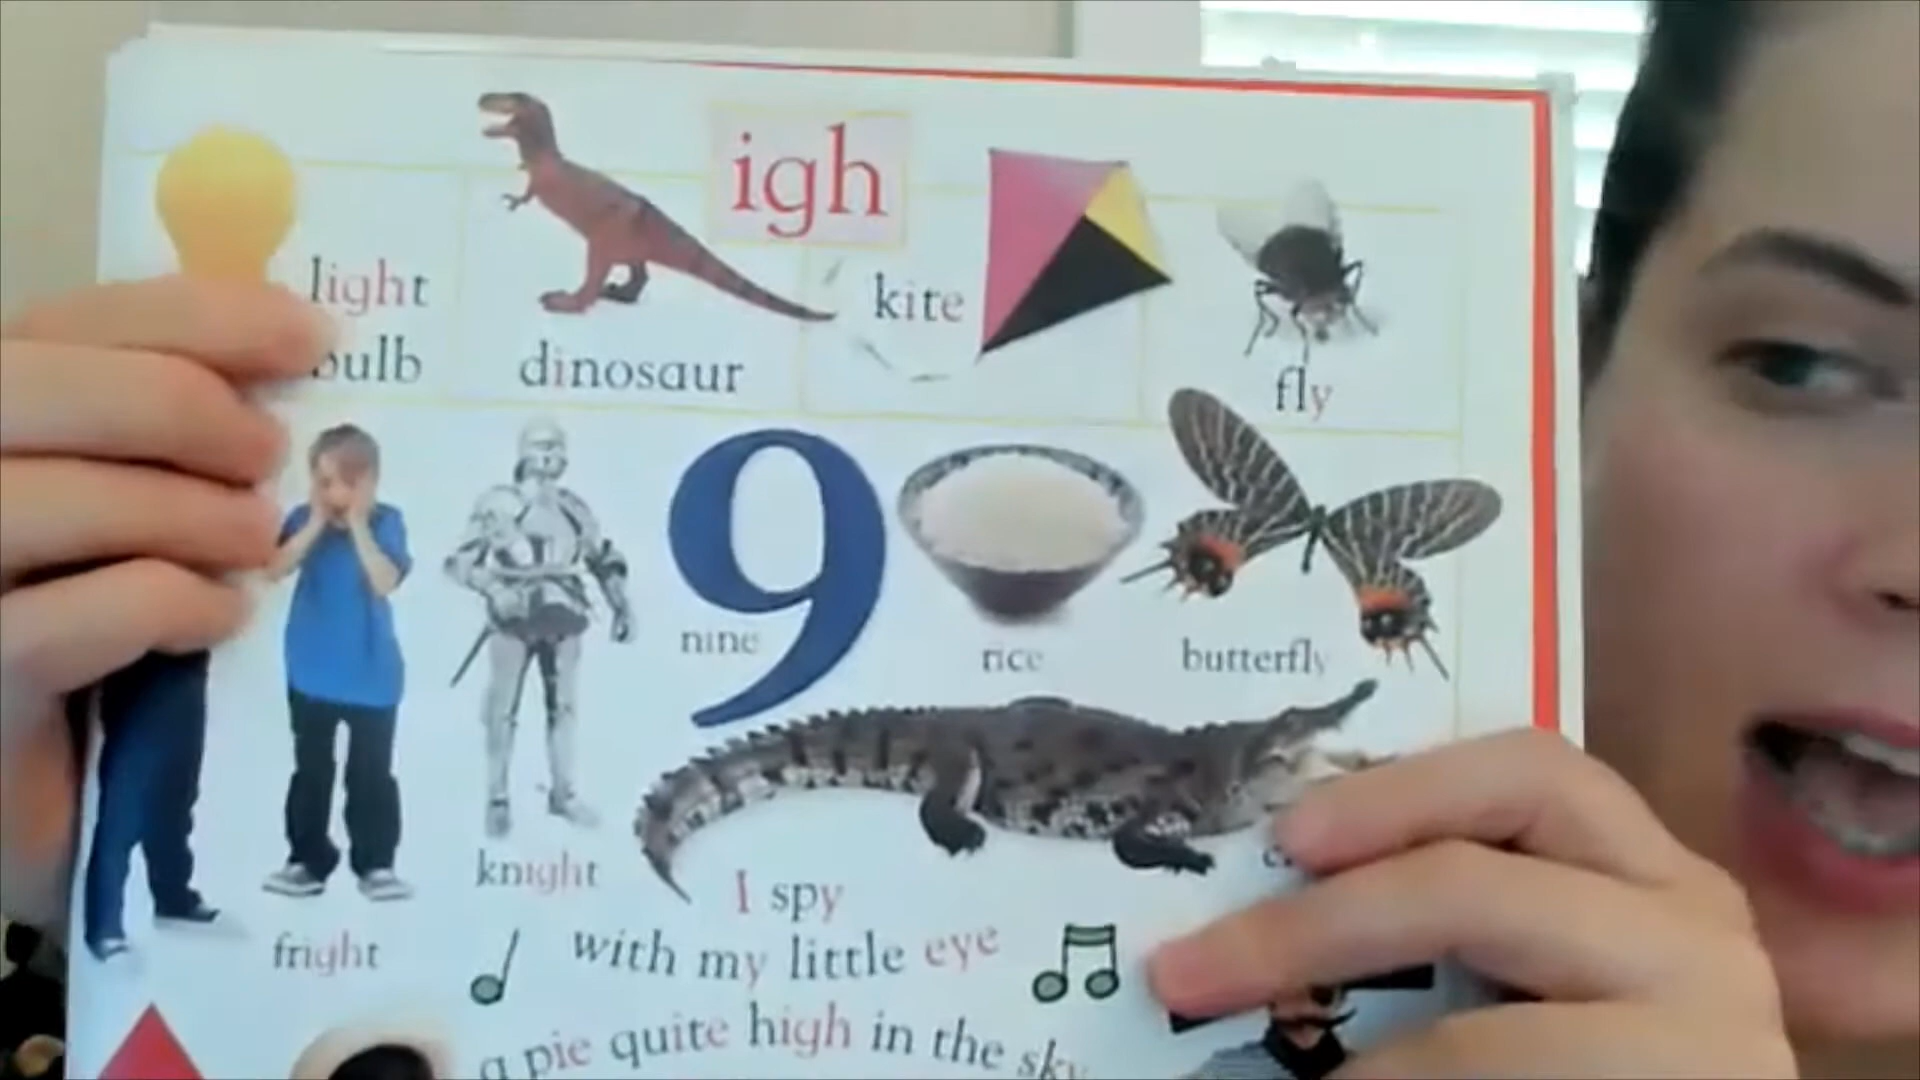 igh
light
bulb
dinosaur
kite
fly
nine
rice
butterfly
knight
fright
I spy
with my little eye
a pie quite high in the sky